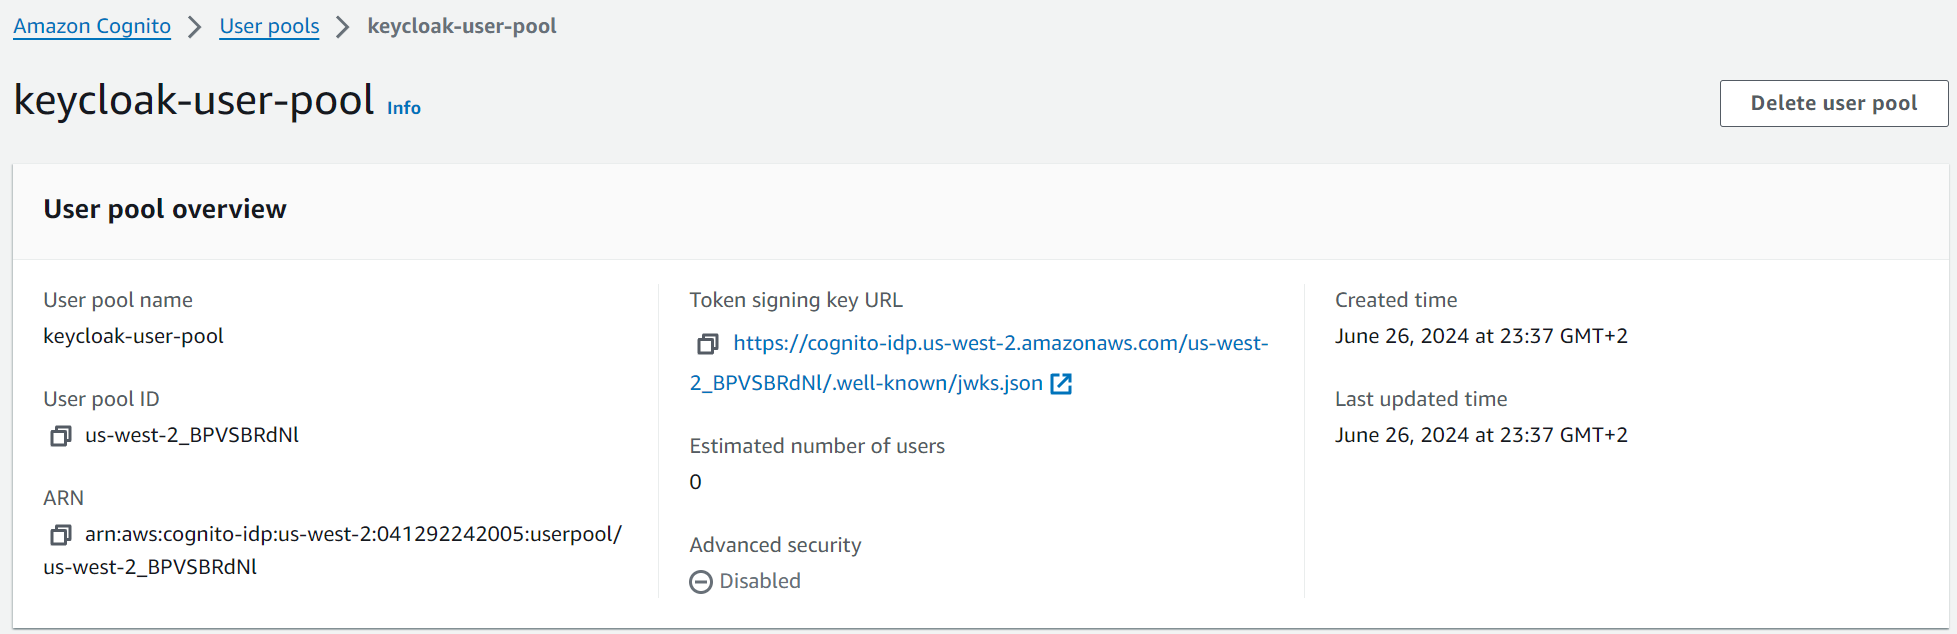 Amazon Cognito > User pools > keycloak-user-pool
keycloak-user-pool Info
Delete user pool
User pool overview
User pool name
keycloak-user-pool
User pool ID
us-west-2_BPVSBRdNl
ARN
arn:aws:cognito-idp:us-west-2:041292242005:userpool/
us-west-2_BPVSBRdNl
Token signing key URL
https://cognito-idp.us-west-2.amazonaws.com/us-west-
2_BPVSBRdNl/.well-known/jwks.json
Estimated number of users
0
Advanced security
Disabled
Created time
June 26, 2024 at 23:37 GMT+2
Last updated time
June 26, 2024 at 23:37 GMT+2